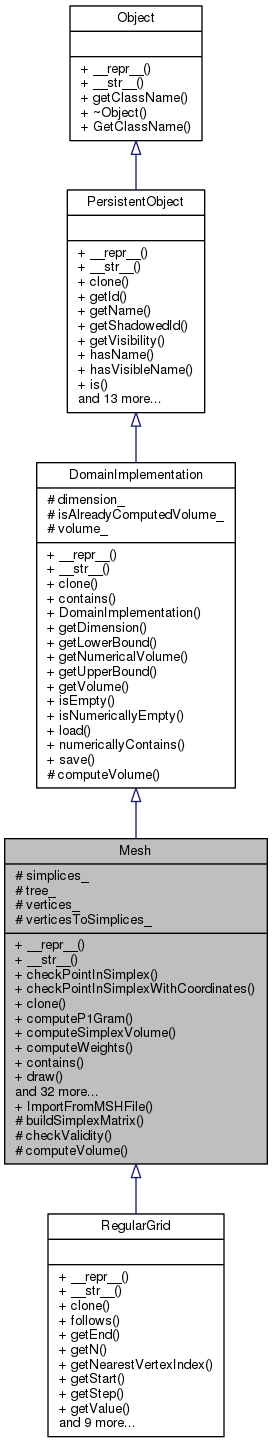 Object
+ __repr__()
+ __str__()
+ getClassName()
+ ~Object()
+ GetClassName()
PersistentObject
+ __repr__()
+ __str__()
+ clone()
+ getId()
+ getName()
+ getShadowedId()
+ getVisibility()
+ hasName()
+ hasVisibleName()
+ is()
and 13 more...
DomainImplementation
# dimension_
# isAlreadyComputedVolume_
# volume_
+ __repr__()
+ __str__()
+ clone()
+ contains()
+ DomainImplementation()
+ getDimension()
+ getLowerBound()
+ getNumericalVolume()
+ getUpperBound()
+ getVolume()
+ isEmpty()
+ isNumericallyEmpty()
+ load()
+ numericallyContains()
+ save()
# computeVolume()
Mesh
# simplices_
# tree_
# vertices_
# verticesToSimplices_
+ __repr__()
+ __str__()
+ checkPointInSimplex()
+ checkPointInSimplexWithCoordinates()
+ clone()
+ computeP1Gram()
+ computeSimplexVolume()
+ computeWeights()
+ contains()
+ draw()
and 32 more...
+ ImportFromMSHFile()
# buildSimplexMatrix()
# checkValidity()
# computeVolume()
RegularGrid
+ __repr__()
+ __str__()
+ clone()
+ follows()
+ getEnd()
+ getN()
+ getNearestVertexIndex()
+ getStart()
+ getStep()
+ getValue()
and 9 more...